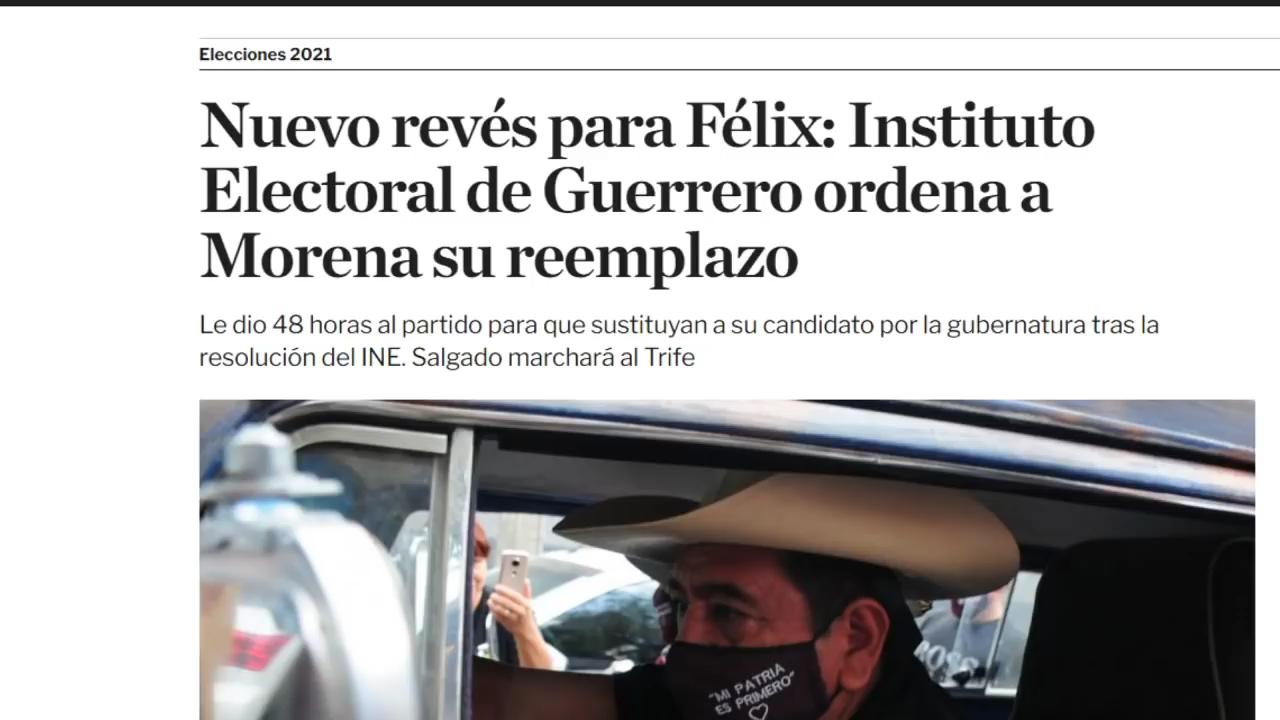 Elecciones 2021
Nuevo revés para Félix: Instituto
Electoral de Guerrero ordena a
Morena su reemplazo
Le dio 48 horas al partido para que sustituyan a su candidato por la gubernatura tras la
resolución del INE. Salgado marchará al Trife
"MI PATRIA
ES PRIMERO"